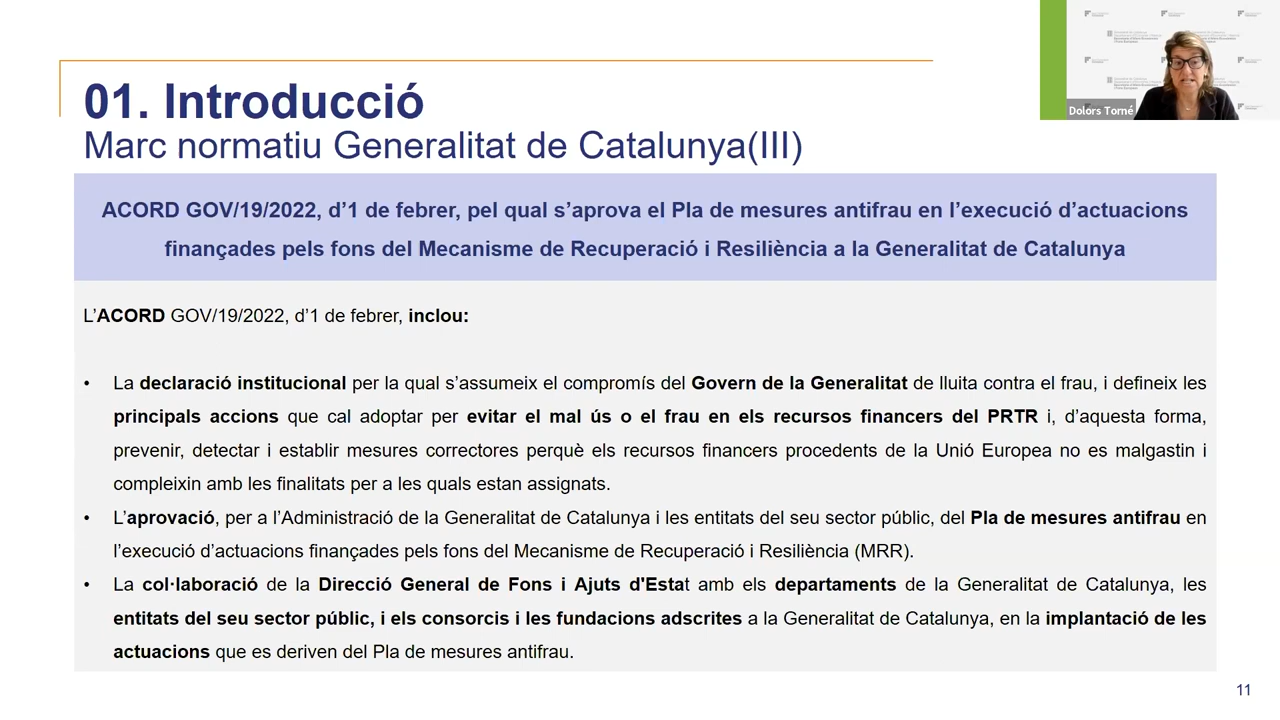 01. Introducció
Marc normatiu Generalitat de Catalunya(III)
Dolors Tomé
ACORD GOV/19/2022, d’1 de febrer, pel qual s’aprova el Pla de mesures antifrau en l’execució d’actuacions
finançades pels fons del Mecanisme de Recuperació i Resiliència a la Generalitat de Catalunya
L’ACORD GOV/19/2022, d’1 de febrer, inclou:
• La declaració institucional per la qual s’assumeix el compromís del Govern de la Generalitat de lluita contra el frau, i defineix les
principals accions que cal adoptar per evitar el mal ús o el frau en els recursos financers del PRTR i, d’aquesta forma,
prevenir, detectar i establir mesures correctores perquè els recursos financers procedents de la Unió Europea no es malgastin i
compleixin amb les finalitats per a les quals estan assignats.
• L’aprovació, per a l’Administració de la Generalitat de Catalunya i les entitats del seu sector públic, del Pla de mesures antifrau en
l’execució d’actuacions finançades pels fons del Mecanisme de Recuperació i Resiliència (MRR).
• La col·laboració de la Direcció General de Fons i Ajuts d'Estat amb els departaments de la Generalitat de Catalunya, les
entitats del seu sector públic, i els consorcis i les fundacions adscrites a la Generalitat de Catalunya, en la implantació de les
actuacions que es deriven del Pla de mesures antifrau.
11